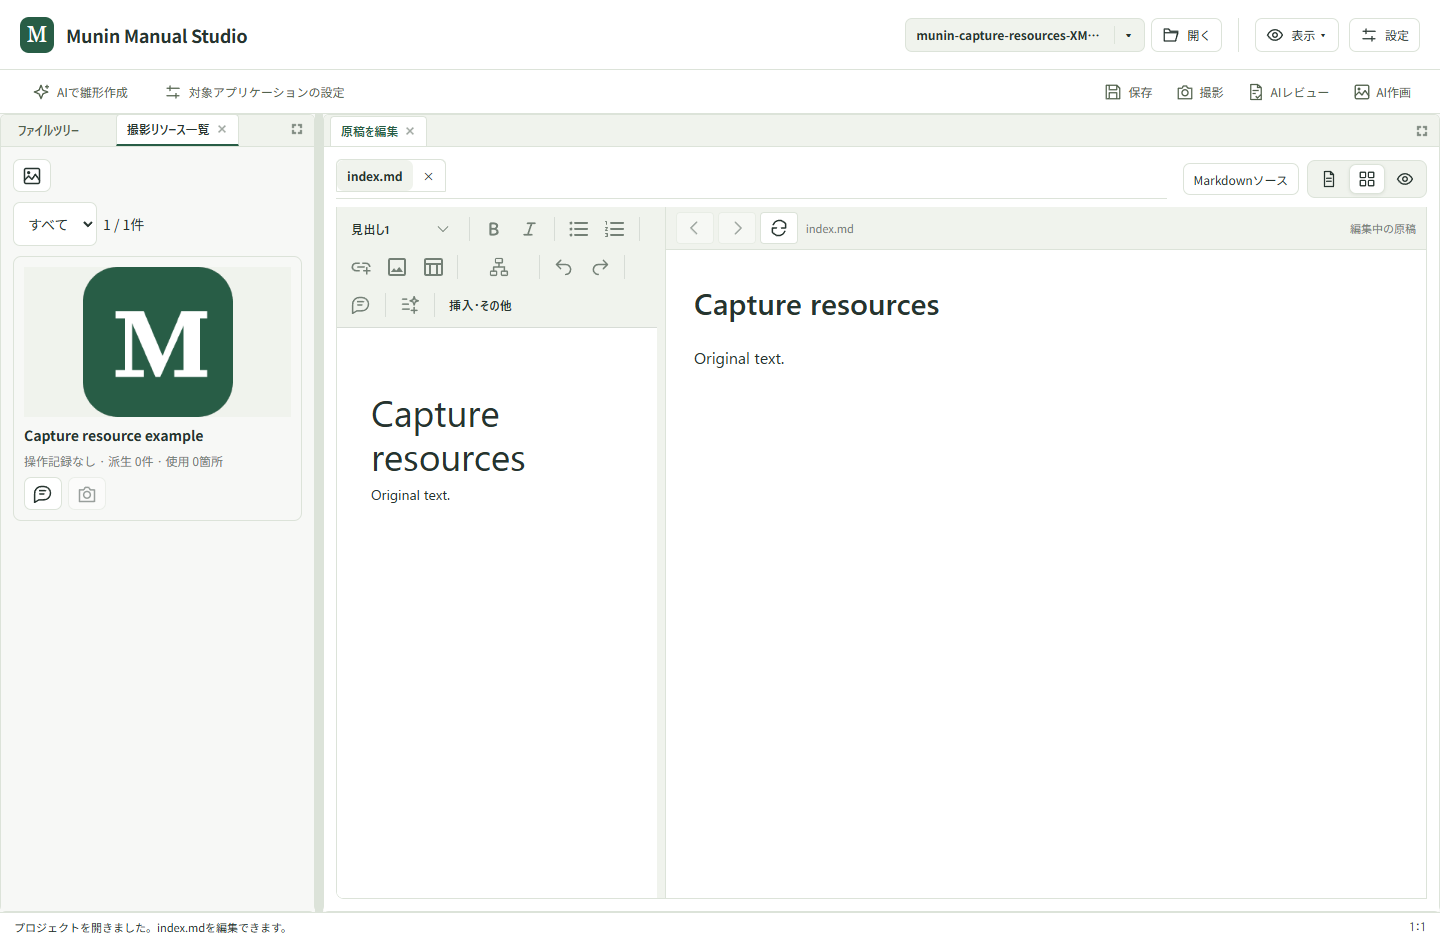 M
Munin Manual Studio
munin-capture-resources-XM…
開く
表示
設定
AIで雛形作成
対象アプリケーションの設定
保存
撮影
AIレビュー
AI作画
ファイルツリー
撮影リソース一覧
原稿を編集
index.md
Markdownソース
すべて
1 / 1件
見出し1
B
I
index.md
編集中の原稿
挿入・その他
M
Capture resource example
操作記録なし · 派生 0件 · 使用 0箇所
Capture
resources
Original text.
Capture resources
Original text.
プロジェクトを開きました。index.mdを編集できます。
1:1